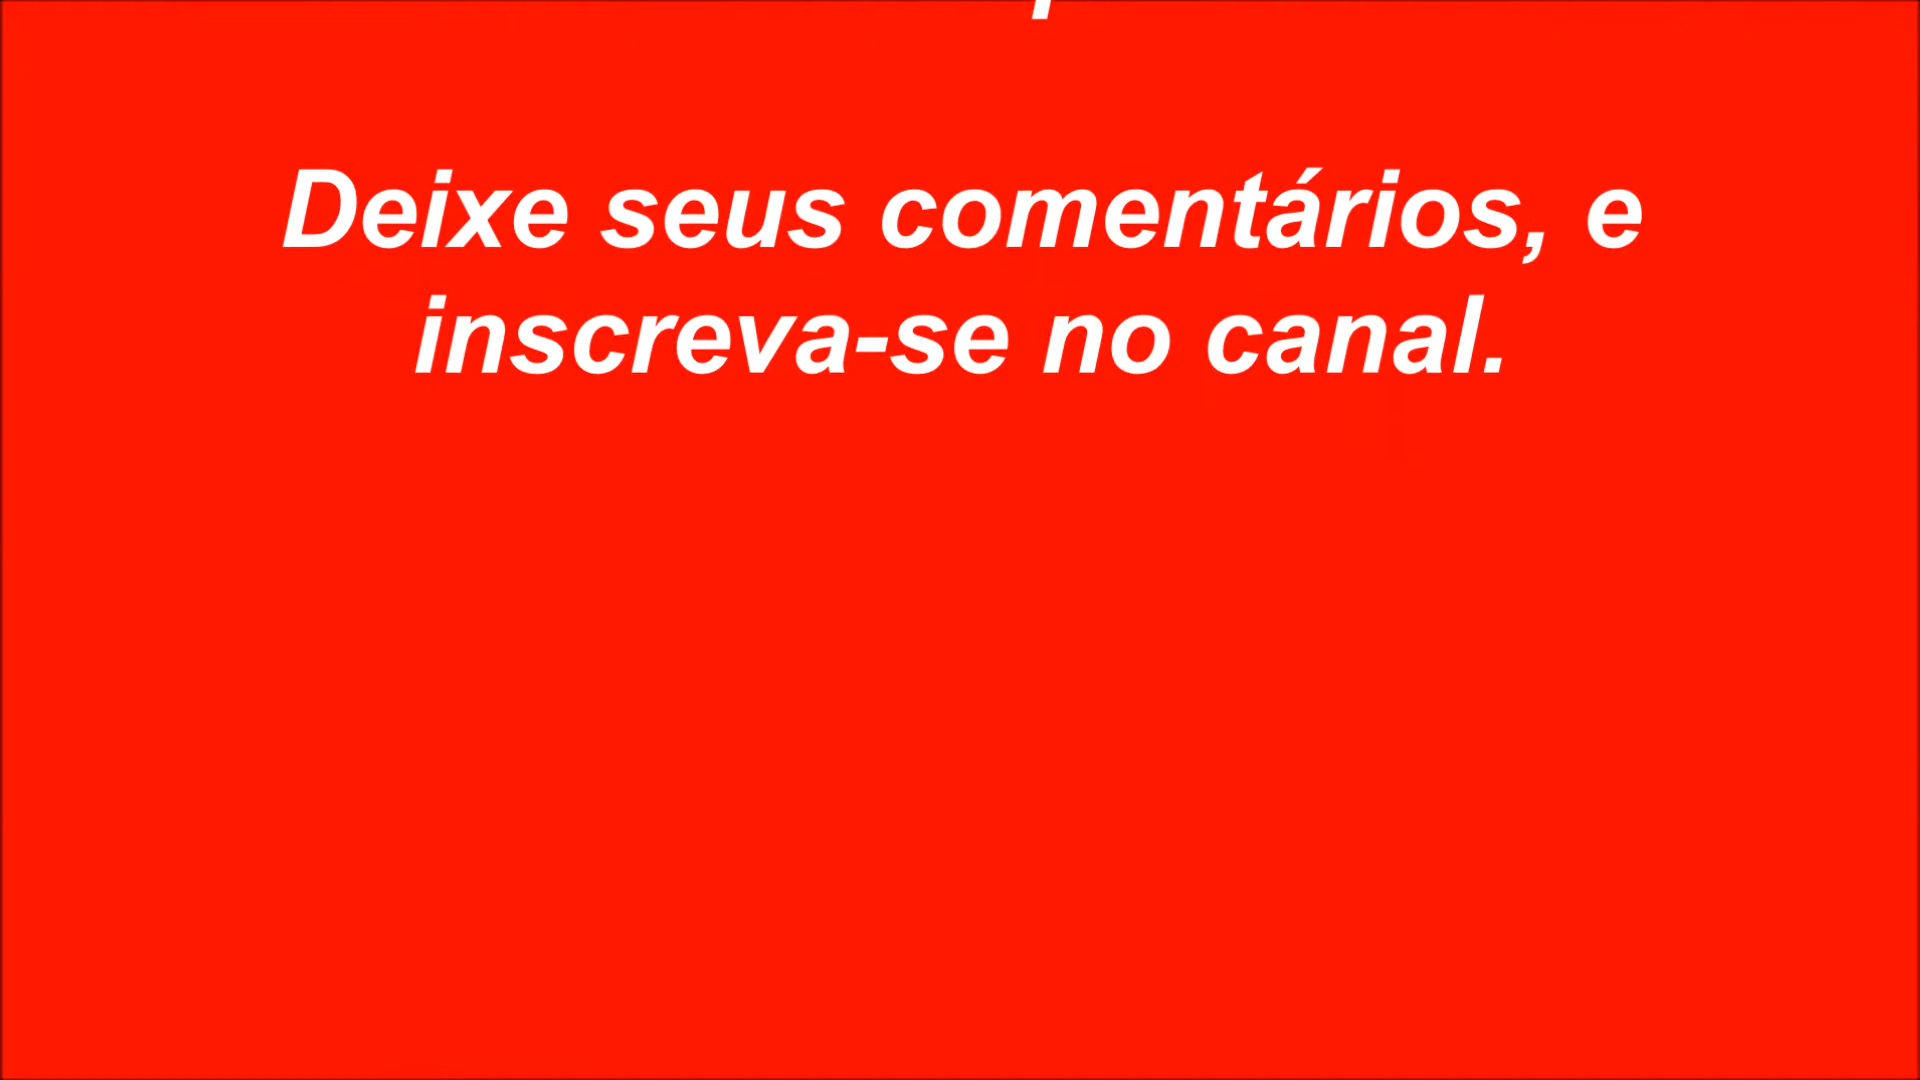 Deixe seus comentários, e
inscreva-se no canal.